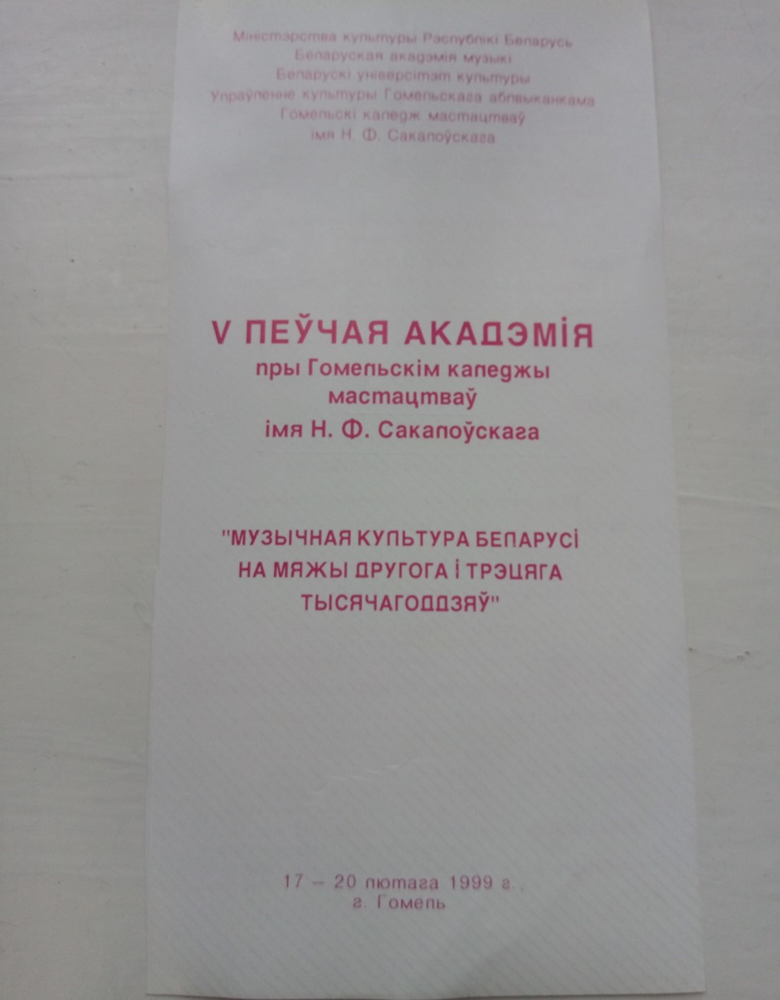 Міністэрства культуры Рэспублікі Беларусь
Беларуская акадэмія музыкі
Беларускі універсітэт культуры
Упраўленне культуры Гомельскага аблвыканкама
Гомельскі каледж мастацтваў
імя Н. Ф. Сакалоўскага
V ПЕЎЧАЯ АКАДЭМІЯ
пры Гомельскім каледжы
мастацтваў
імя Н. Ф. Сакалоўскага
"МУЗЫЧНАЯ КУЛЬТУРА БЕЛАРУСІ
НА МЯЖЫ ДРУГОГА І ТРЭЦЯГА
ТЫСЯЧАГОДДЗЯЎ"
17 – 20 лютага 1999 г.
г. Гомель